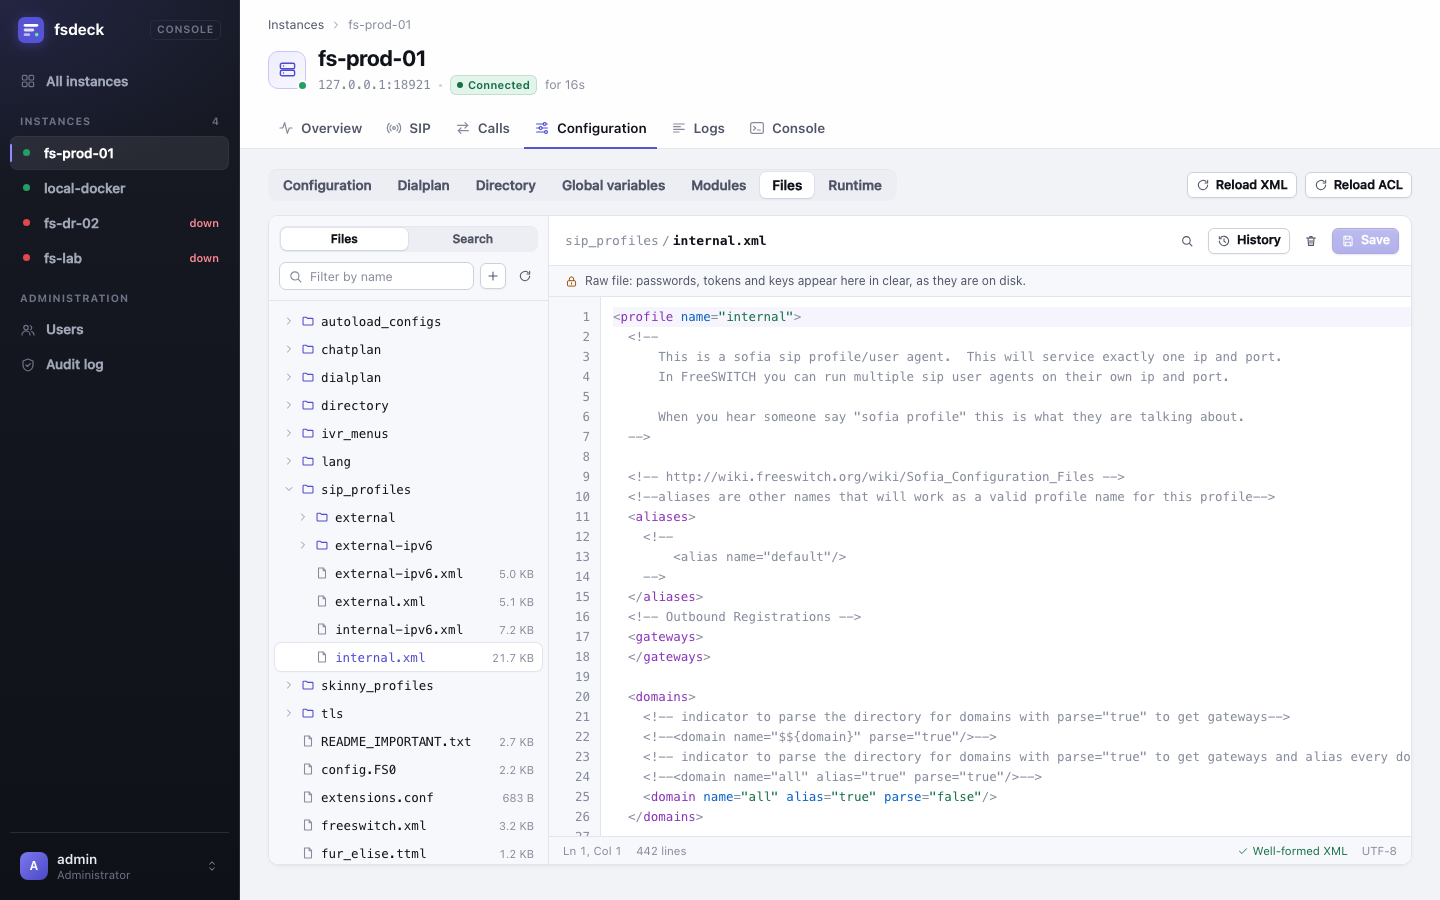 fsdeck
CONSOLE
All instances
INSTANCES 4
fs-prod-01
local-docker
fs-dr-02 down
fs-lab down
ADMINISTRATION
Users
Audit log
A
admin
Administrator
Instances > fs-prod-01
fs-prod-01
127.0.0.1:18921 • Connected for 16s
Overview SIP Calls Configuration Logs Console
Configuration Dialplan Directory Global variables Modules Files Runtime
Reload XML Reload ACL
Files Search
Filter by name
autoload_configs
chatplan
dialplan
directory
ivr_menus
lang
sip_profiles
external
external-ipv6
external-ipv6.xml 5.0 KB
external.xml 5.1 KB
internal-ipv6.xml 7.2 KB
internal.xml 21.7 KB
skinny_profiles
tls
README_IMPORTANT.txt 2.7 KB
config.FS0 2.2 KB
extensions.conf 683 B
freeswitch.xml 3.2 KB
fur_elise.ttml 1.2 KB
sip_profiles / internal.xml
History Save
Raw file: passwords, tokens and keys appear here in clear, as they are on disk.
1 <profile name="internal">
2 <!--
3 This is a sofia sip profile/user agent.  This will service exactly one ip and port.
4 In FreeSWITCH you can run multiple sip user agents on their own ip and port.
5
6 When you hear someone say "sofia profile" this is what they are talking about.
7 -->
8
9 <!-- http://wiki.freeswitch.org/wiki/Sofia_Configuration_Files -->
10 <!--aliases are other names that will work as a valid profile name for this profile-->
11 <aliases>
12 <!--
13 <alias name="default"/>
14 -->
15 </aliases>
16 <!-- Outbound Registrations -->
17 <gateways>
18 </gateways>
19
20 <domains>
21 <!-- indicator to parse the directory for domains with parse="true" to get gateways-->
22 <!--<domain name="$${domain}" parse="true"/>-->
23 <!-- indicator to parse the directory for domains with parse="true" to get gateways and alias every do
24 <!--<domain name="all" alias="true" parse="true"/>-->
25 <domain name="all" alias="true" parse="false"/>
26 </domains>
27
Ln 1, Col 1 442 lines
Well-formed XML UTF-8